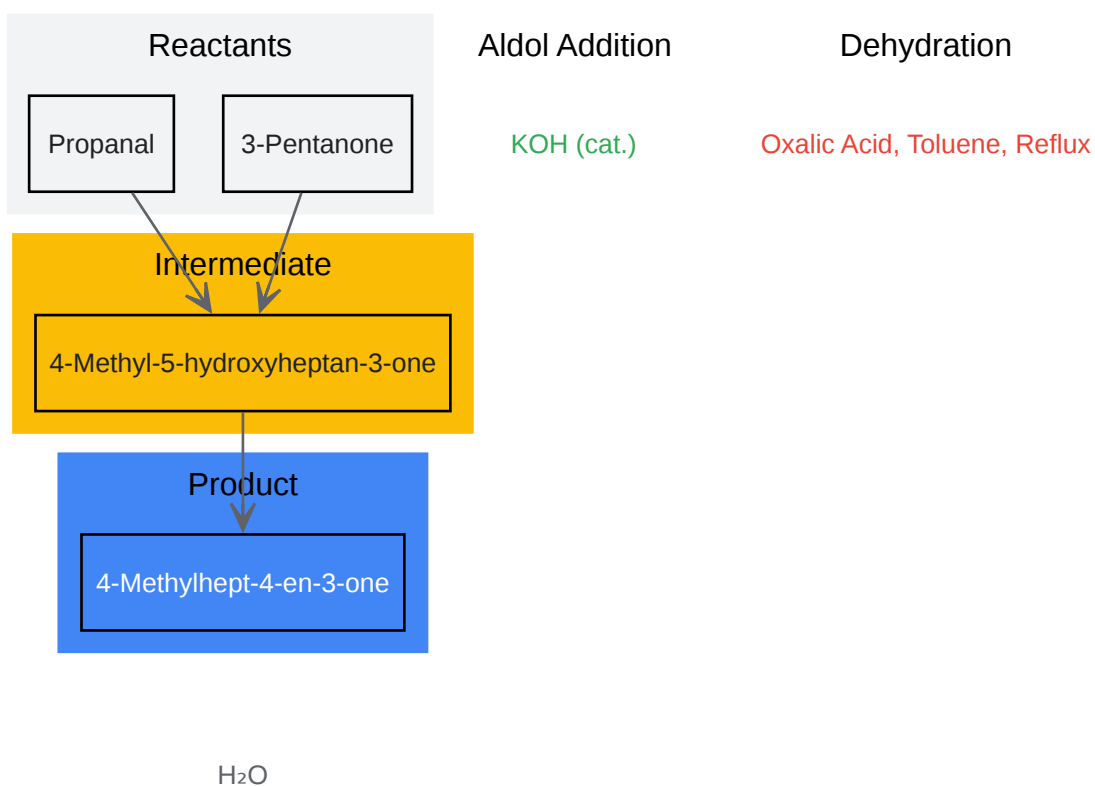 Reactants
Aldol Addition
Dehydration
Propanal
3-Pentanone
KOH (cat.)
Oxalic Acid, Toluene, Reflux
Intermediate
4-Methyl-5-hydroxyheptan-3-one
Product
4-Methylhept-4-en-3-one
H₂O